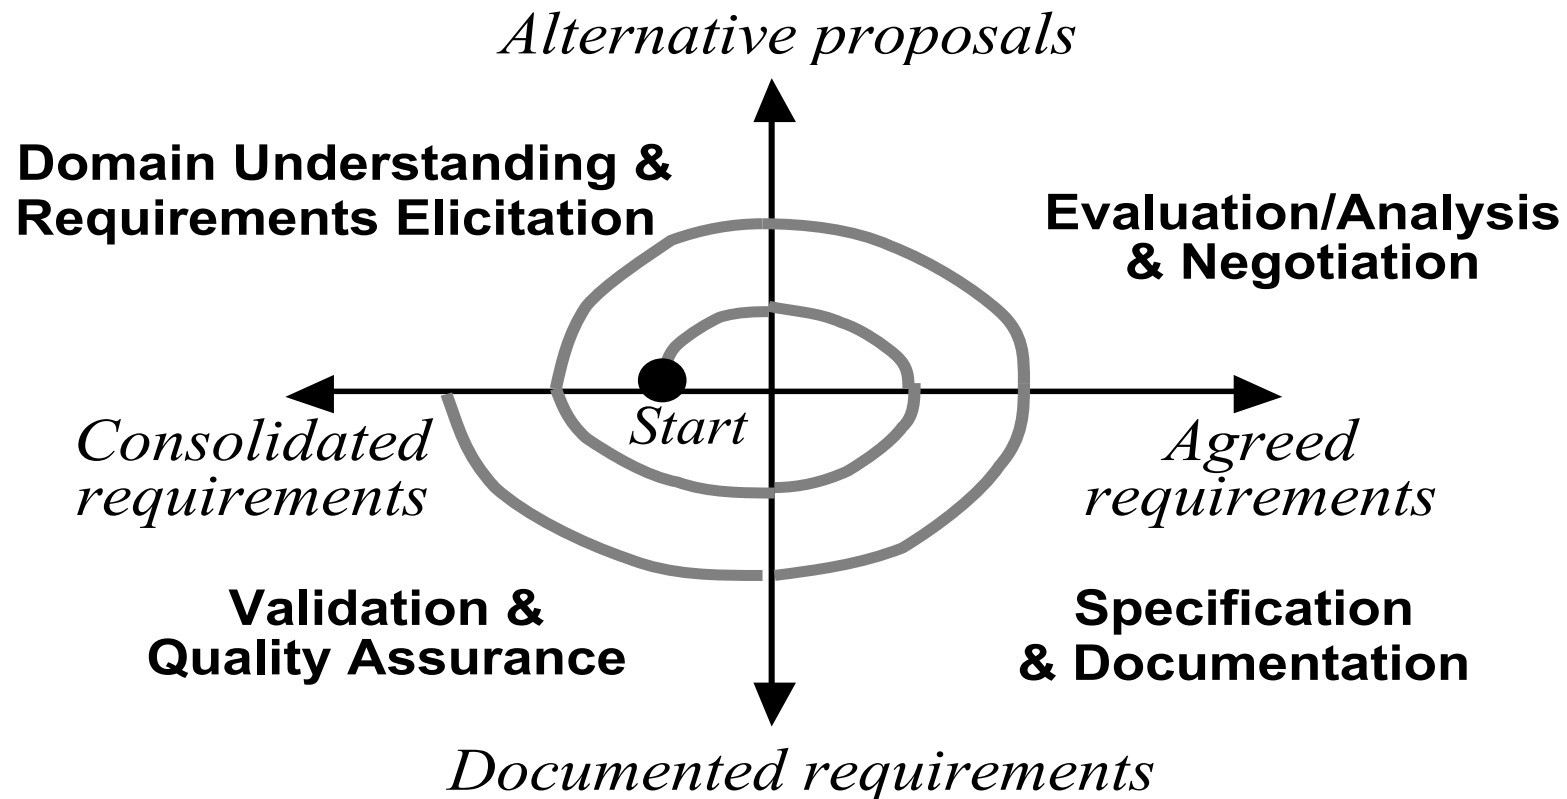 Alternative proposals
Domain Understanding &
Requirements Elicitation
Evaluation/Analysis
& Negotiation
Start
Consolidated
requirements
Agreed
requirements
Validation &
Quality Assurance
Specification
& Documentation
Documented requirements